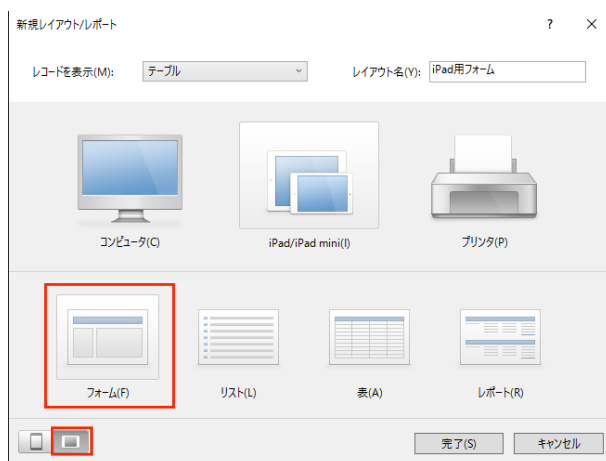 新規レイアウト/レポート ? ×
レコードを表示(M): テーブル レイアウト名(Y): iPad用フォーム
コンピュータ(C) iPad/iPad mini(I) プリンタ(P)
フォーム(F) リスト(L) 表(A) レポート(R)
完了(S) キャンセル